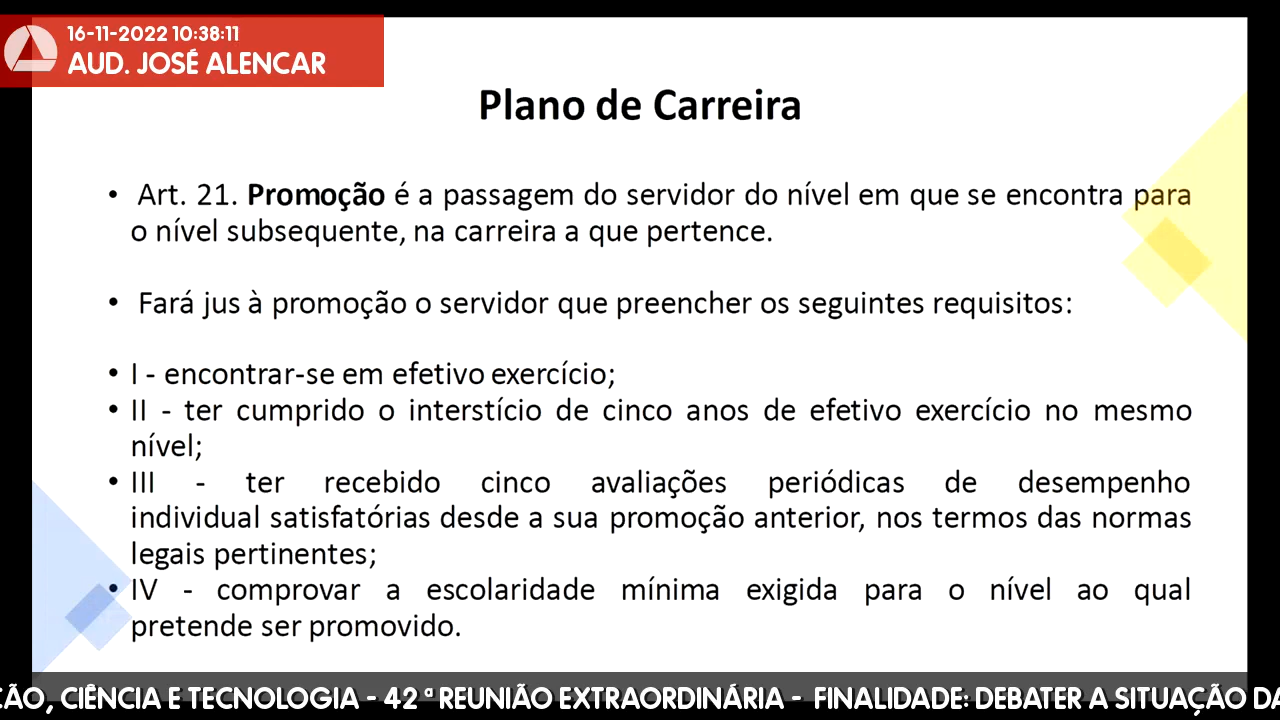 16-11-2022 10:38:11
AUD. JOSÉ ALENCAR
Plano de Carreira
• Art. 21. Promoção é a passagem do servidor do nível em que se encontra para
o nível subsequente, na carreira a que pertence.
• Fará jus à promoção o servidor que preencher os seguintes requisitos:
• I - encontrar-se em efetivo exercício;
• II - ter cumprido o interstício de cinco anos de efetivo exercício no mesmo
nível;
• III - ter recebido cinco avaliações periódicas de desempenho
individual satisfatórias desde a sua promoção anterior, nos termos das normas
legais pertinentes;
• IV - comprovar a escolaridade mínima exigida para o nível ao qual
pretende ser promovido.
ÇÃO, CIÊNCIA E TECNOLOGIA - 42ª REUNIÃO EXTRAORDINÁRIA - FINALIDADE: DEBATER A SITUAÇÃO DA